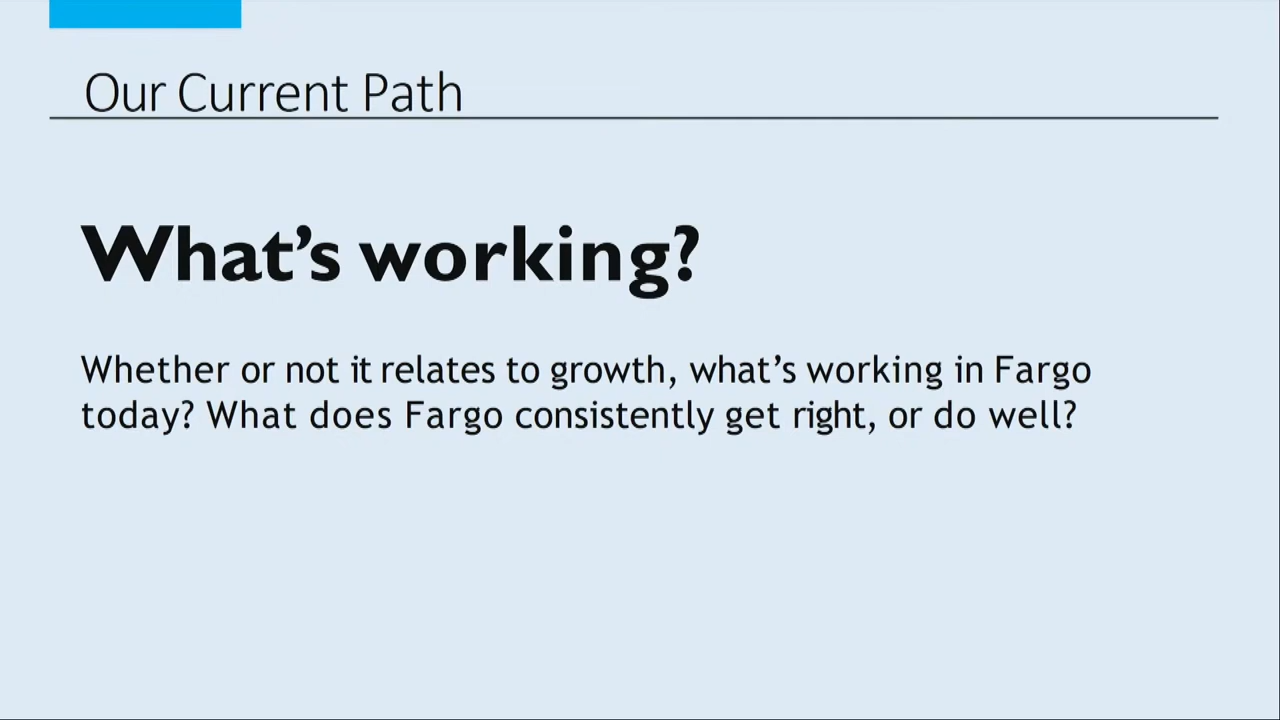 Our Current Path
What’s working?
Whether or not it relates to growth, what’s working in Fargo
today? What does Fargo consistently get right, or do well?